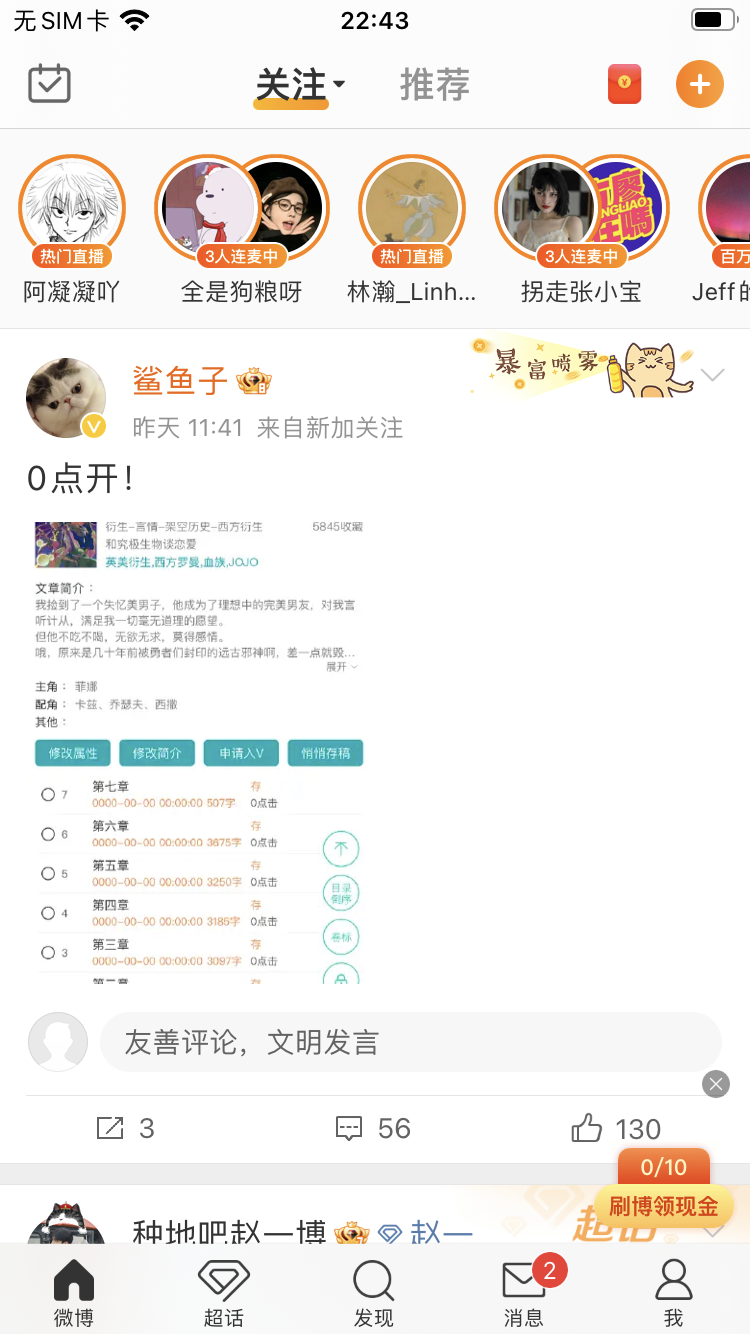 无SIM卡
22:43
关注
推荐
热门直播
3人连麦中
热门直播
3人连麦中
百万
阿凝凝吖
全是狗粮呀
林瀚_Linh...
拐走张小宝
Jeff的
鲨鱼子
暴富喷雾
昨天 11:41 来自新加关注
0点开!
衍生-言情-架空历史-西方衍生
5845收藏
和究极生物谈恋爱
英美衍生,西方罗曼,血族,JOJO
文章简介：
我捡到了一个失忆美男子，他成为了理想中的完美男友，对我言
听计从，满足我一切毫无道理的愿望。
但他不吃不喝，无欲无求，莫得感情。
哦，原来是几十年前被勇者们封印的远古邪神啊，差一点就毁...
展开
主角： 菲娜
配角： 卡兹、乔瑟夫、西撒
其他：
修改属性
修改简介
申请入V
悄悄存稿
7
第七章
存
0000-00-00 00:00:00 507字
0点击
6
第六章
存
0000-00-00 00:00:00 3675字
0点击
5
第五章
存
0000-00-00 00:00:00 3250字
0点击
4
第四章
存
0000-00-00 00:00:00 3185字
0点击
3
第三章
存
0000-00-00 00:00:00 3097字
0点击
第二章
存
目录
倒序
卷标
友善评论，文明发言
3
56
130
0/10
刷博领现金
种地吧赵一博
赵一
超话
微博
超话
发现
2
消息
我